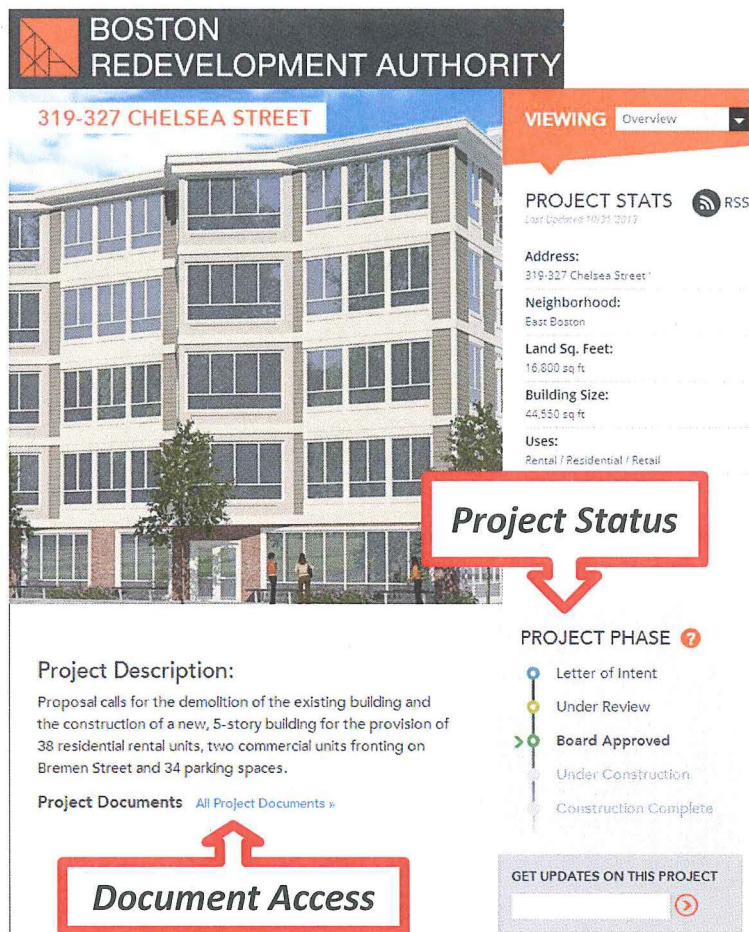 BOSTON
REDEVELOPMENT AUTHORITY
319-327 CHELSEA STREET
VIEWING Overview
PROJECT STATS RSS
Last Updated 10/31/2013
Address:
319-327 Chelsea Street
Neighborhood:
East Boston
Land Sq. Feet:
16,800 sq ft
Building Size:
44,550 sq ft
Uses:
Rental / Residential / Retail
Project Status
PROJECT PHASE ?
Letter of Intent
Under Review
Board Approved
Under Construction
Construction Complete
Project Description:
Proposal calls for the demolition of the existing building and
the construction of a new, 5-story building for the provision of
38 residential rental units, two commercial units fronting on
Bremen Street and 34 parking spaces.
Project Documents All Project Documents »
Document Access
GET UPDATES ON THIS PROJECT